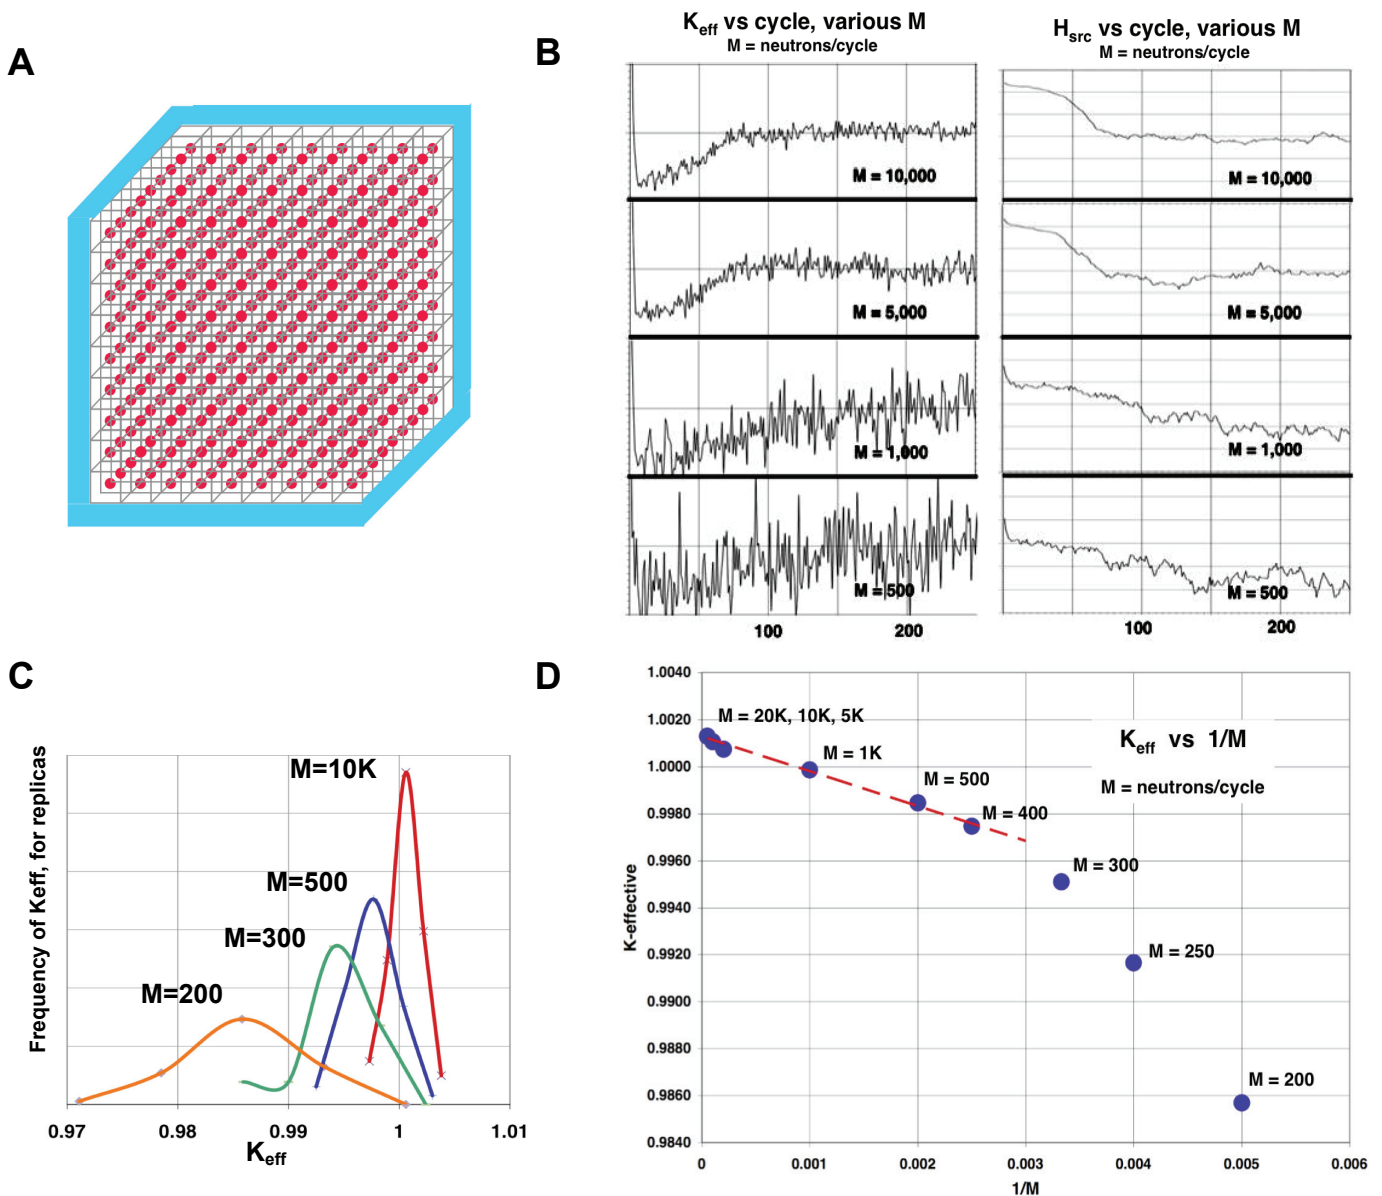 A
B
K_eff vs cycle, various M
M = neutrons/cycle
M = 10,000
M = 5,000
M = 1,000
M = 500
100 200
H_src vs cycle, various M
M = neutrons/cycle
M = 10,000
M = 5,000
M = 1,000
M = 500
100 200
C
Frequency of Keff, for replicas
M=10K
M=500
M=300
M=200
0.97 0.98 0.99 1 1.01
K_eff
D
K-effective
1.0040
1.0020
1.0000
0.9980
0.9960
0.9940
0.9920
0.9900
0.9880
0.9860
0.9840
M = 20K, 10K, 5K
K_eff vs 1/M
M = 1K
M = neutrons/cycle
M = 500
M = 400
M = 300
M = 250
M = 200
0 0.001 0.002 0.003 0.004 0.005 0.006
1/M